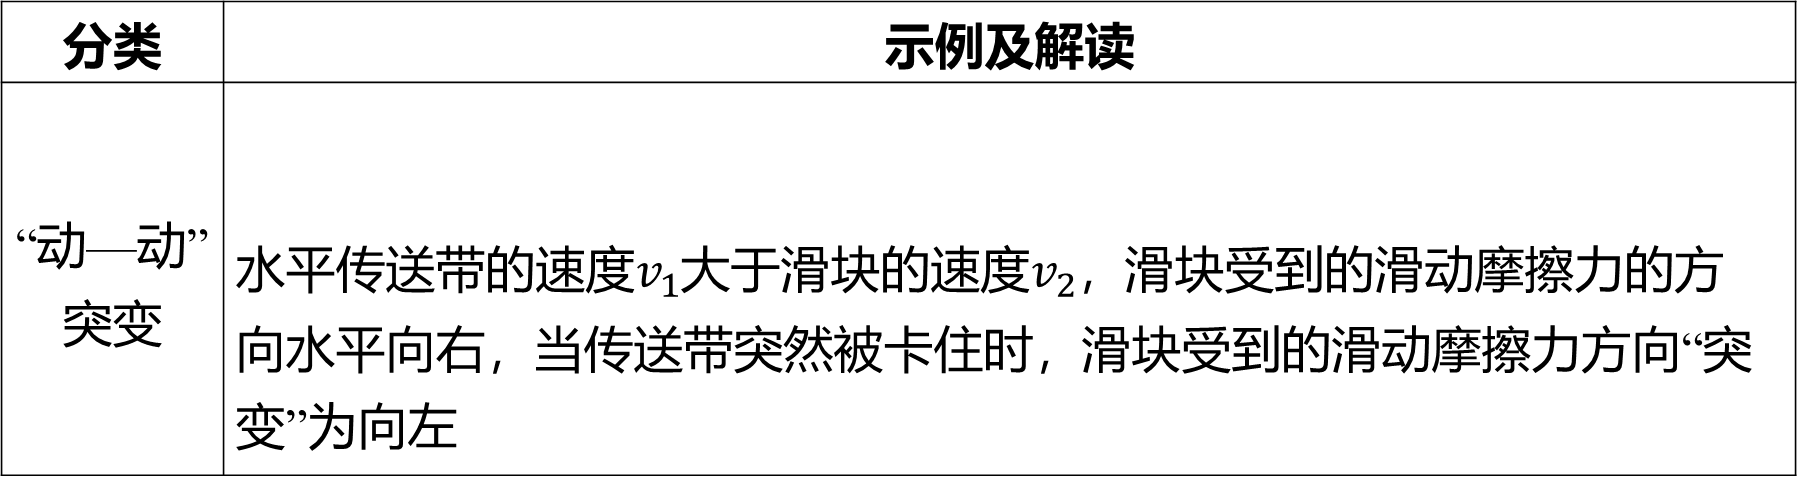 分类
示例及解读
“动—动”
突变
水平传送带的速度v₁大于滑块的速度v₂，滑块受到的滑动摩擦力的方
向水平向右，当传送带突然被卡住时，滑块受到的滑动摩擦力方向“突
变”为向左